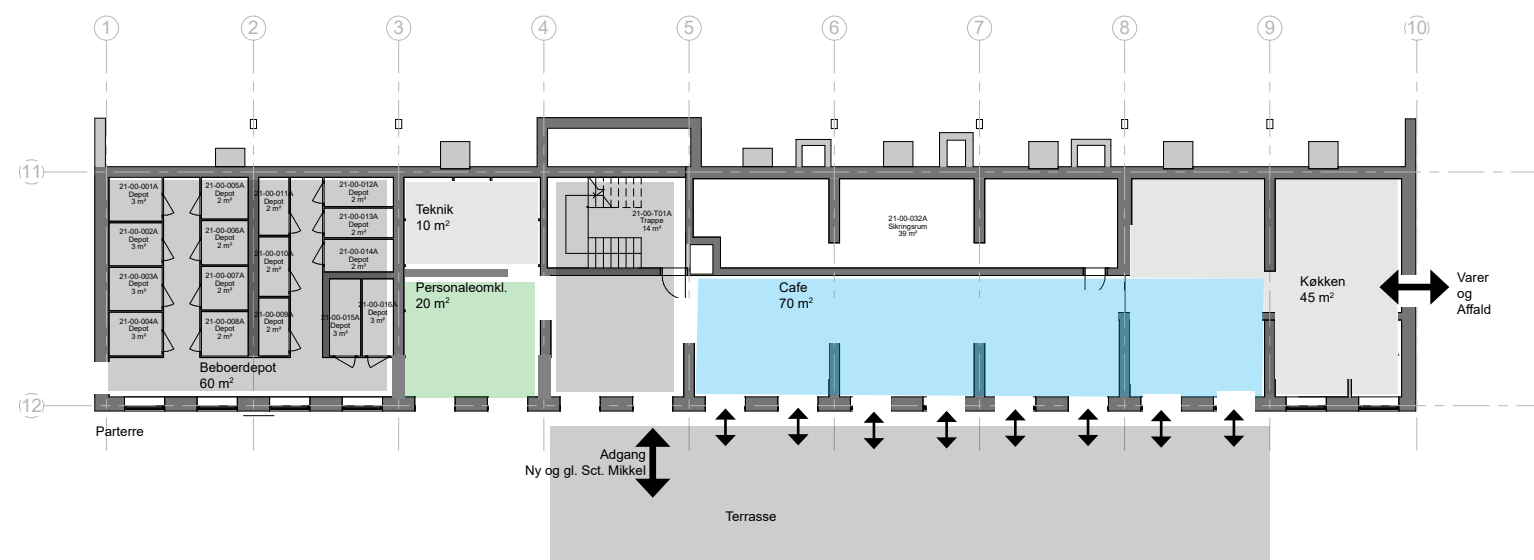 1
2
3
4
5
6
7
8
9
10
11
12
21-00-001A
Depot
3 m²
21-00-002A
Depot
3 m²
21-00-003A
Depot
3 m²
21-00-004A
Depot
3 m²
21-00-005A
Depot
2 m²
21-00-006A
Depot
2 m²
21-00-007A
Depot
2 m²
21-00-008A
Depot
2 m²
21-00-011A
Depot
2 m²
21-00-010A
Depot
2 m²
21-00-009A
Depot
2 m²
21-00-012A
Depot
2 m²
21-00-013A
Depot
2 m²
21-00-014A
Depot
2 m²
21-00-015A
Depot
3 m²
21-00-016A
Depot
3 m²
Beboerdepot
60 m²
Teknik
10 m²
Personaleomkl.
20 m²
21-00-T01A
Trappe
14 m²
21-00-032A
Sikringsrum
39 m²
Cafe
70 m²
Køkken
45 m²
Varer
og
Affald
Parterre
Adgang
Ny og gl. Sct. Mikkel
Terrasse